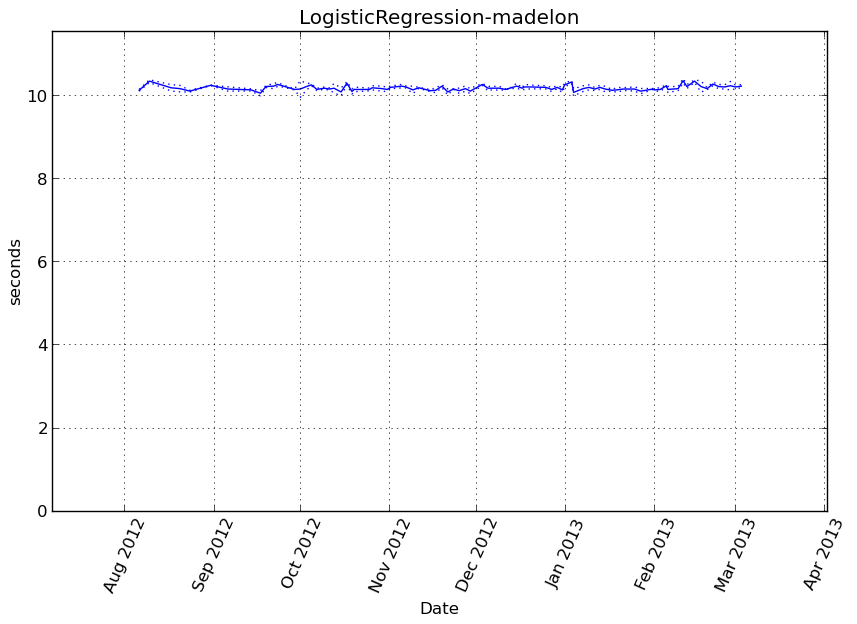 LogisticRegression-madelon
10
8
6
4
2
0
seconds
Aug 2012
Sep 2012
Oct 2012
Nov 2012
Dec 2012
Jan 2013
Feb 2013
Mar 2013
Apr 2013
Date